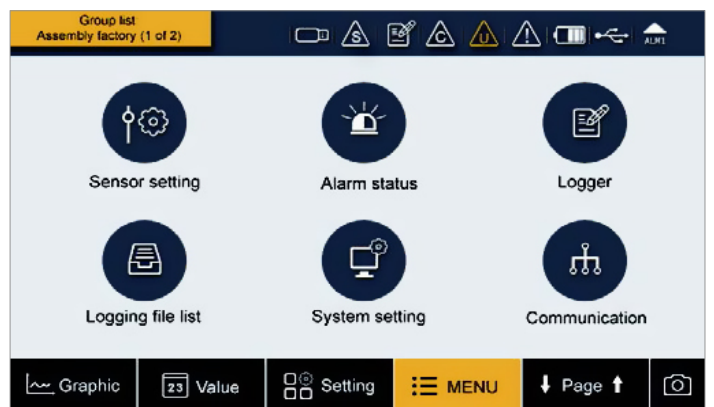 Group list
Assembly factory (1 of 2)
S
C
U
!
ALM1
Sensor setting
Alarm status
Logger
Logging file list
System setting
Communication
Graphic
23 Value
Setting
MENU
Page